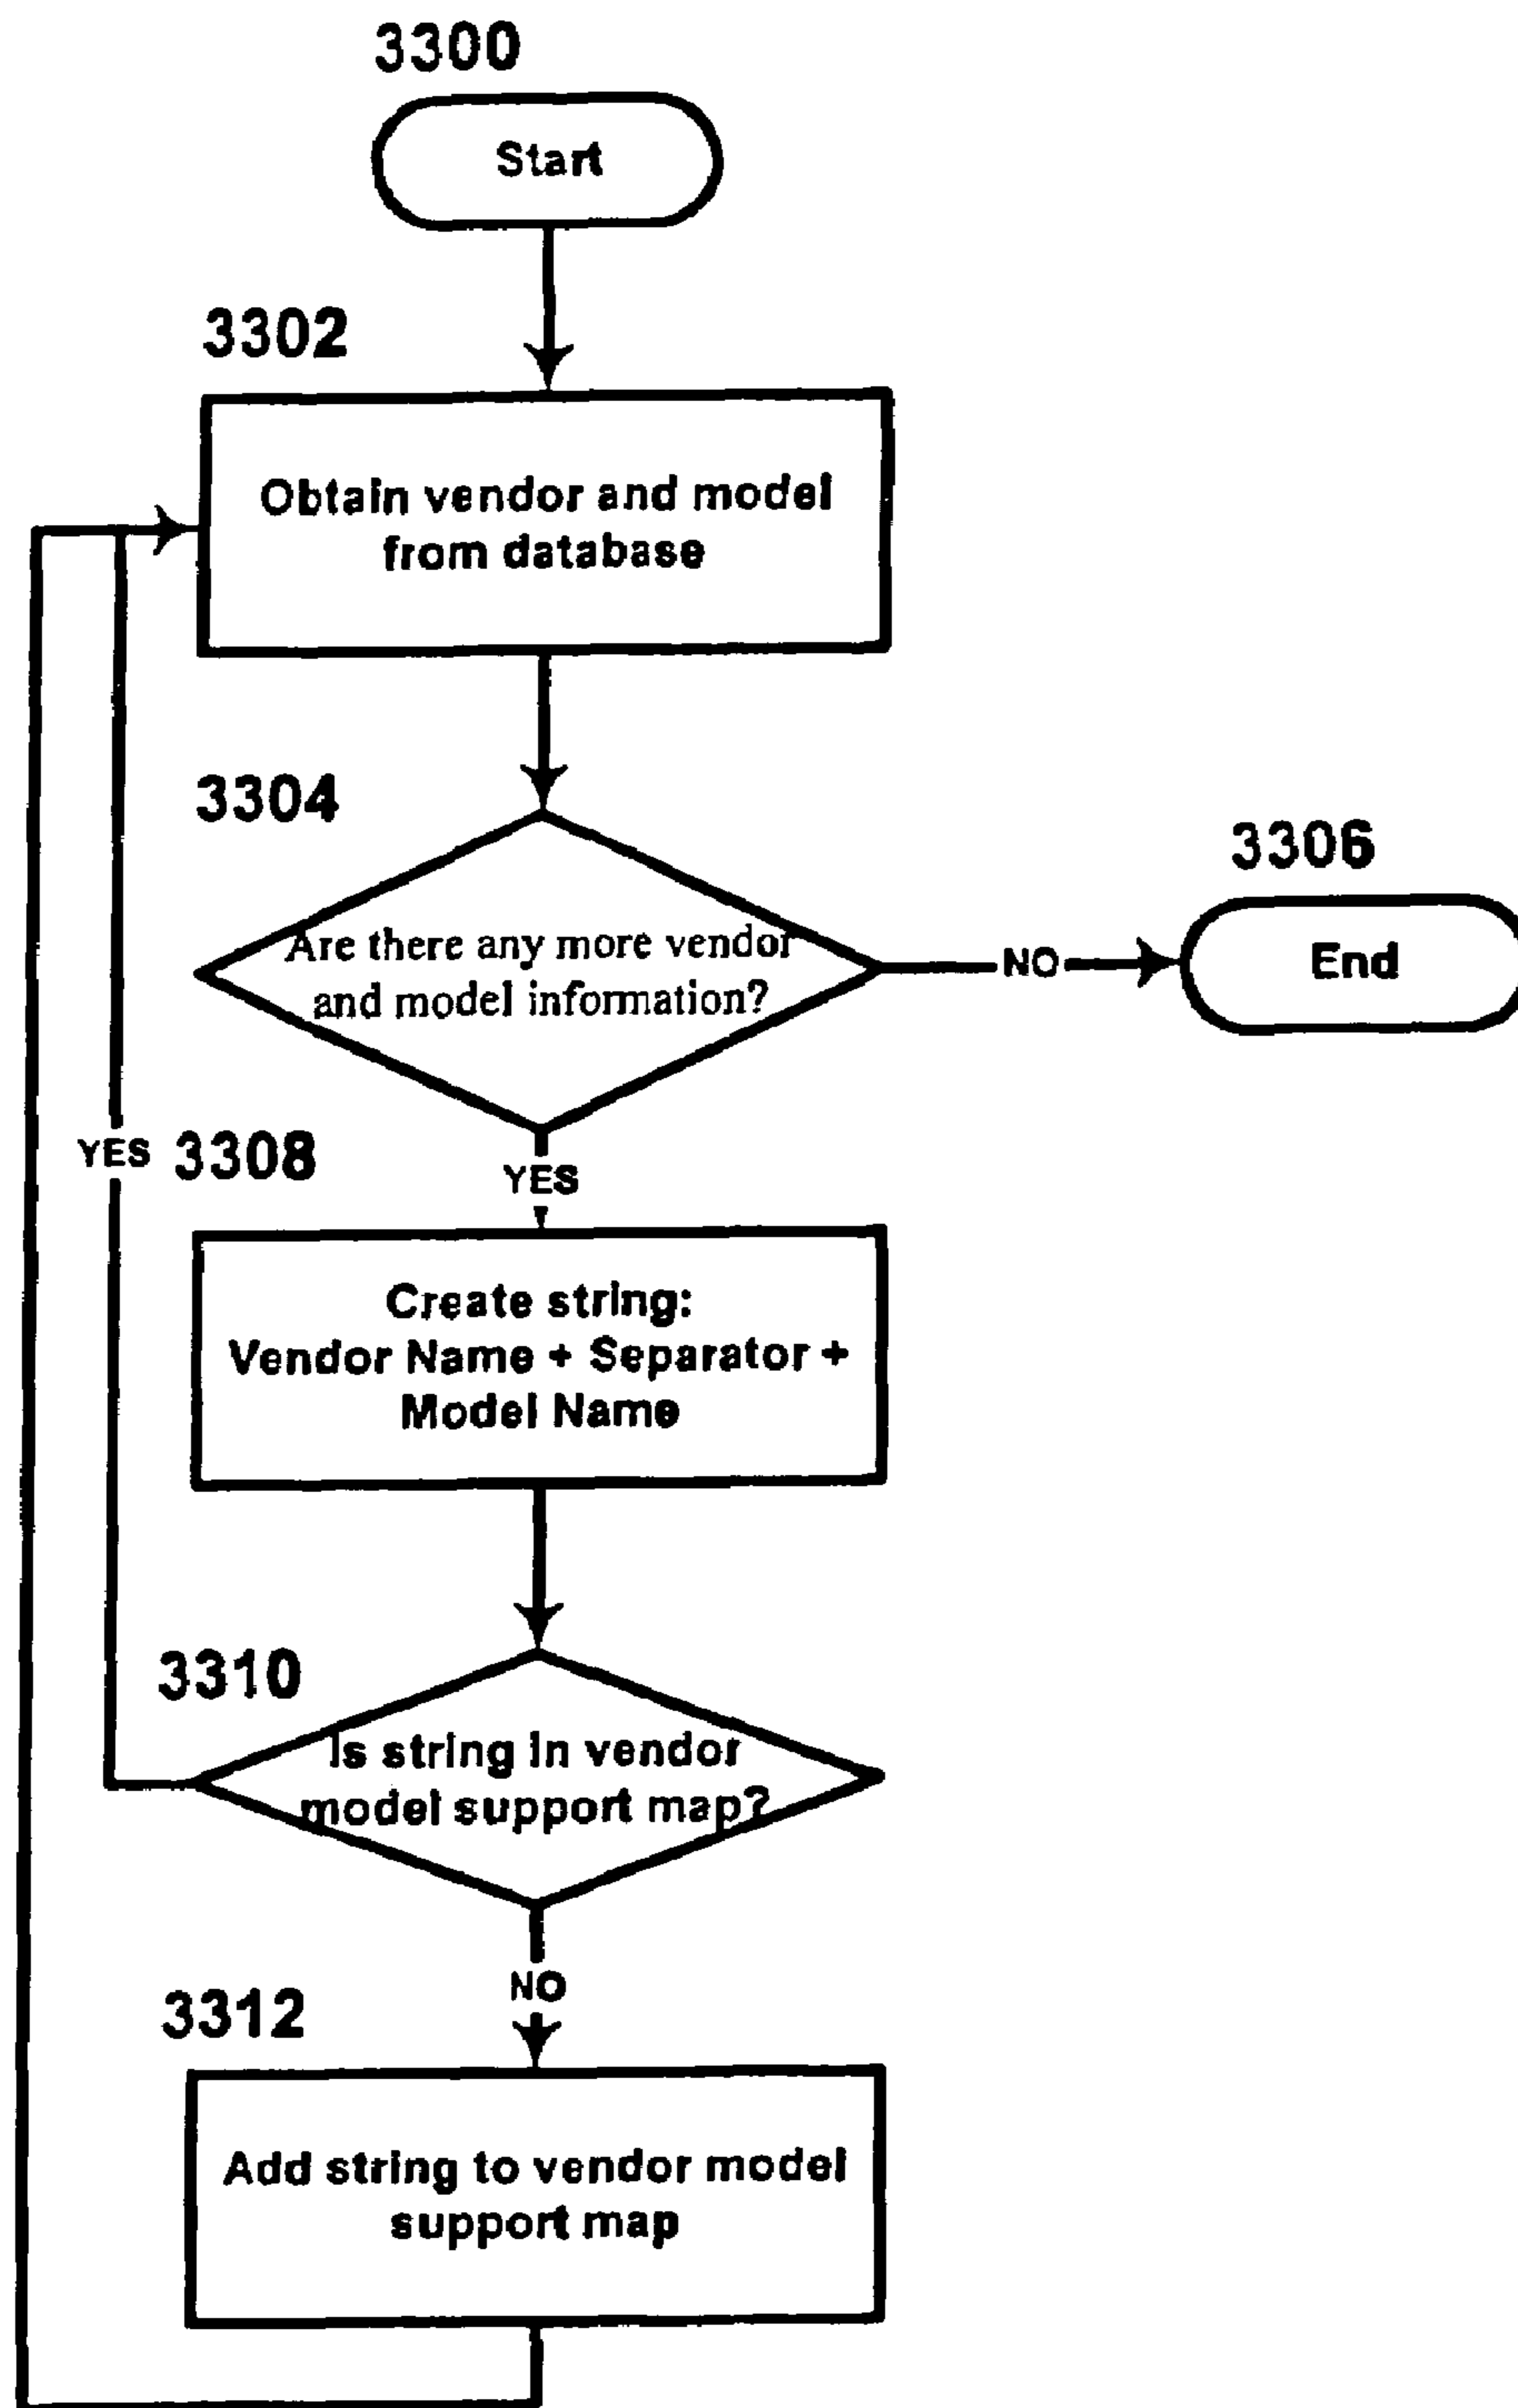 3300
Start
3302
Obtain vendor and model
from database
3304
Are there any more vendor
and model information?
NO
3306
End
YES
3308
YES
Create string:
Vendor Name + Separator +
Model Name
3310
Is string in vendor
model support map?
NO
3312
Add string to vendor model
support map